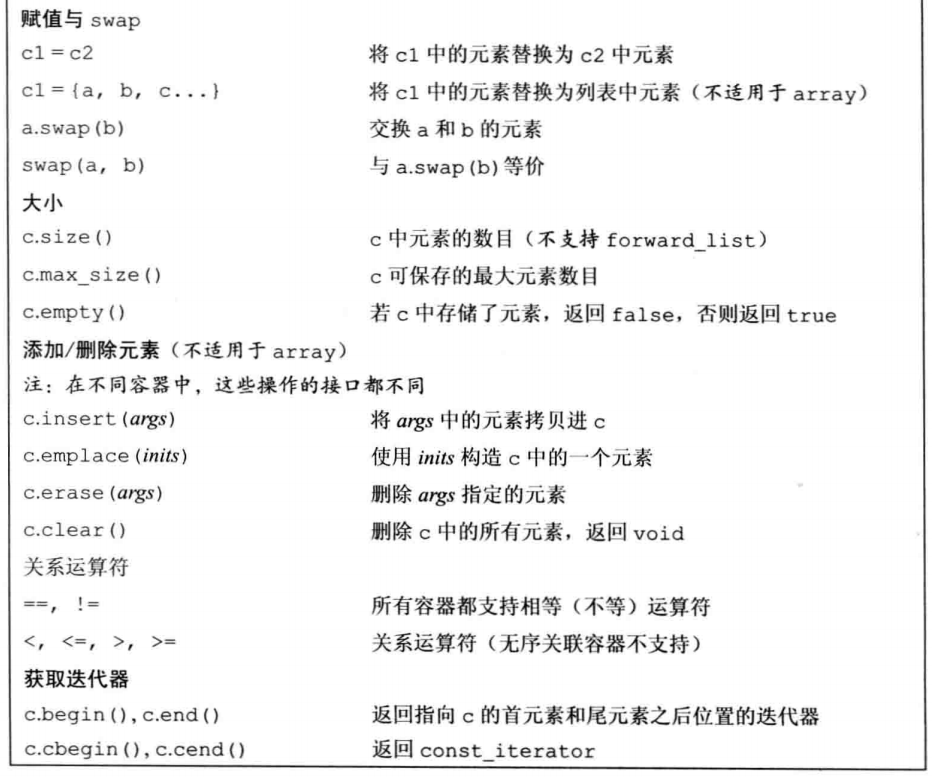 赋值与 swap
c1 = c2 将 c1 中的元素替换为 c2 中元素
c1 = {a, b, c...} 将 c1 中的元素替换为列表中元素（不适用于 array）
a.swap(b) 交换 a 和 b 的元素
swap(a, b) 与 a.swap(b)等价
大小
c.size() c 中元素的数目（不支持 forward_list）
c.max_size() c 可保存的最大元素数目
c.empty() 若 c 中存储了元素，返回 false，否则返回 true
添加/删除元素（不适用于 array）
注：在不同容器中，这些操作的接口都不同
c.insert(args) 将 args 中的元素拷贝进 c
c.emplace(inits) 使用 inits 构造 c 中的一个元素
c.erase(args) 删除 args 指定的元素
c.clear() 删除 c 中的所有元素，返回 void
关系运算符
==, != 所有容器都支持相等（不等）运算符
<, <=, >, >= 关系运算符（无序关联容器不支持）
获取迭代器
c.begin(), c.end() 返回指向 c 的首元素和尾元素之后位置的迭代器
c.cbegin(), c.cend() 返回 const_iterator